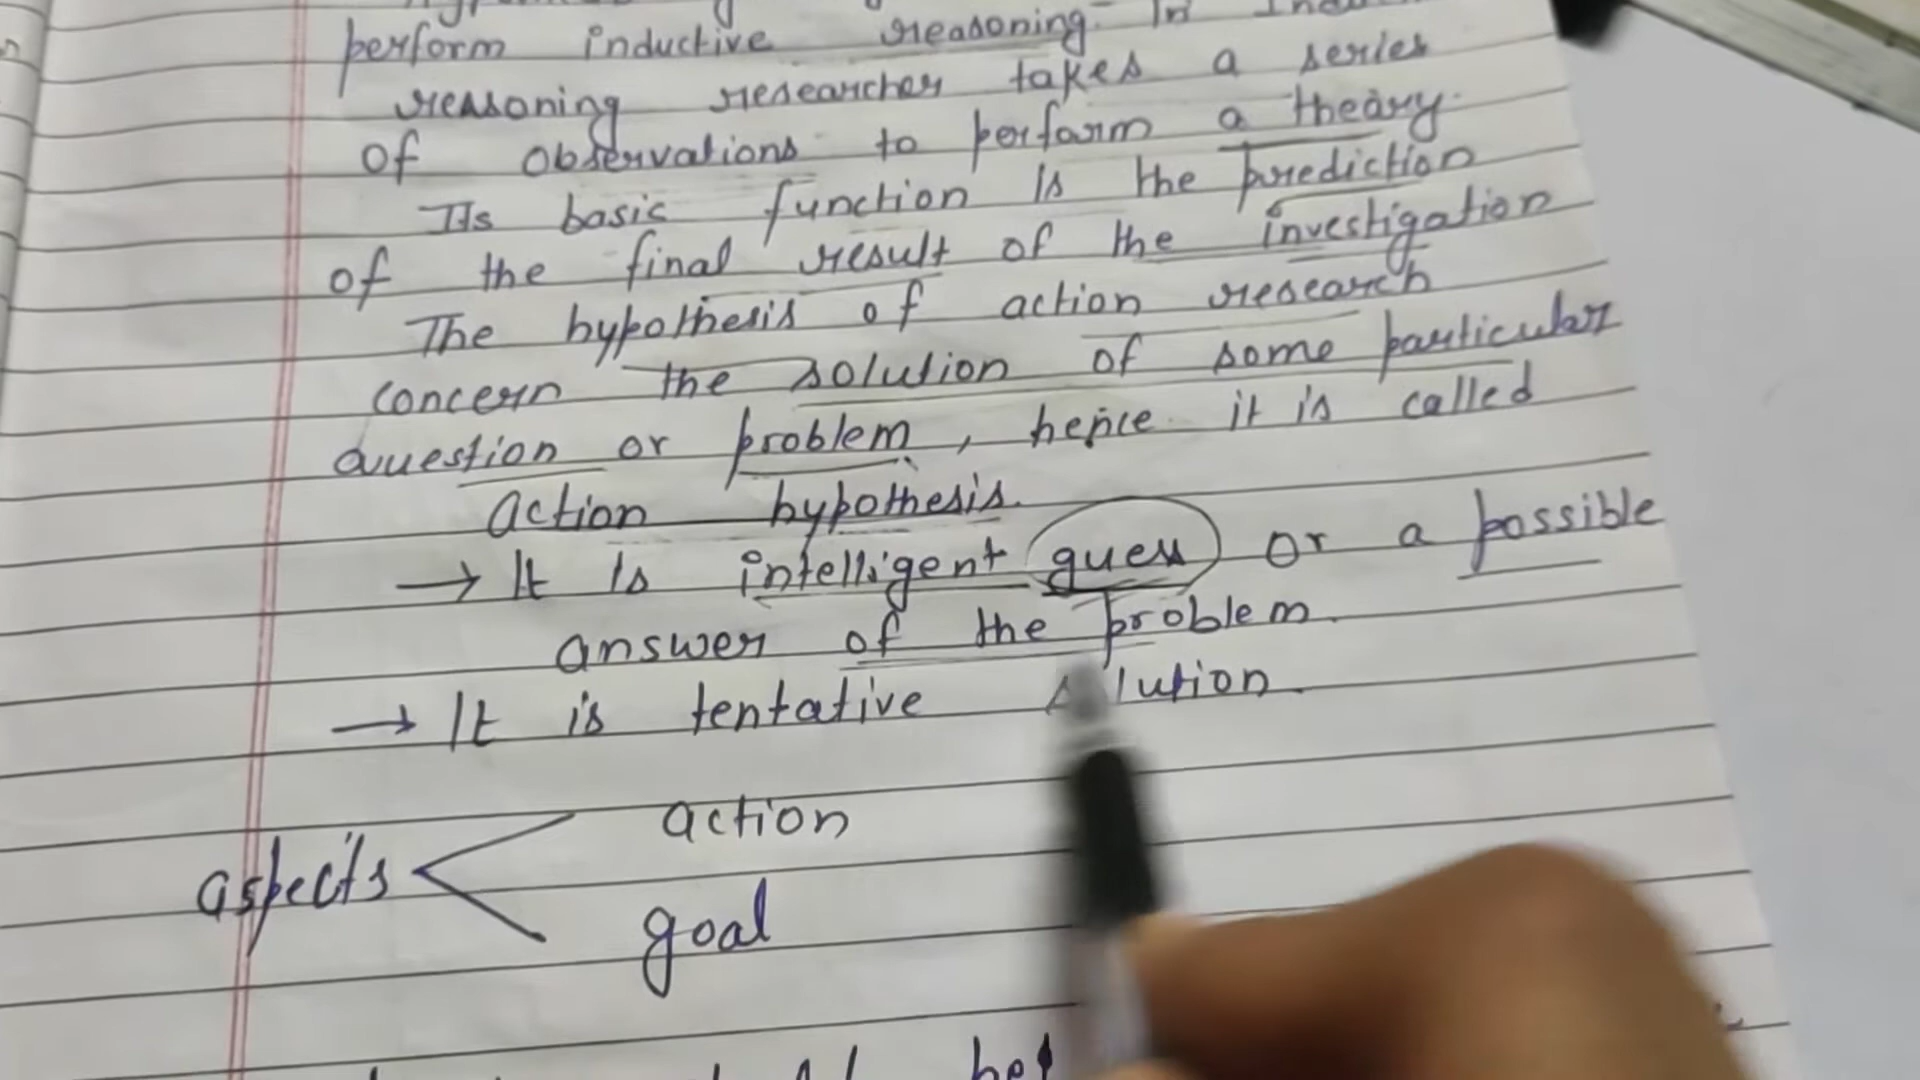 perform inductive reasoning. In
reasoning researcher takes a series
of observations to perform a theory.
Its basic function is the prediction
of the final result of the investigation
The hypothesis of action research
concern the solution of some particular
question or problem, hence it is called
action hypothesis.
→ It is intelligent guess or a possible
answer of the problem.
→ It is tentative solution.
aspects < action
goal